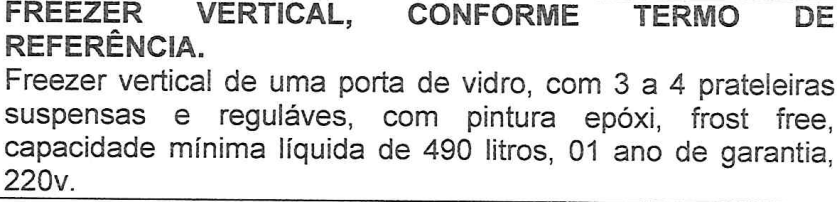 FREEZER VERTICAL, CONFORME TERMO DE
REFERÊNCIA.
Freezer vertical de uma porta de vidro, com 3 a 4 prateleiras
suspensas e reguláves, com pintura epóxi, frost free,
capacidade mínima líquida de 490 litros, 01 ano de garantia,
220v.